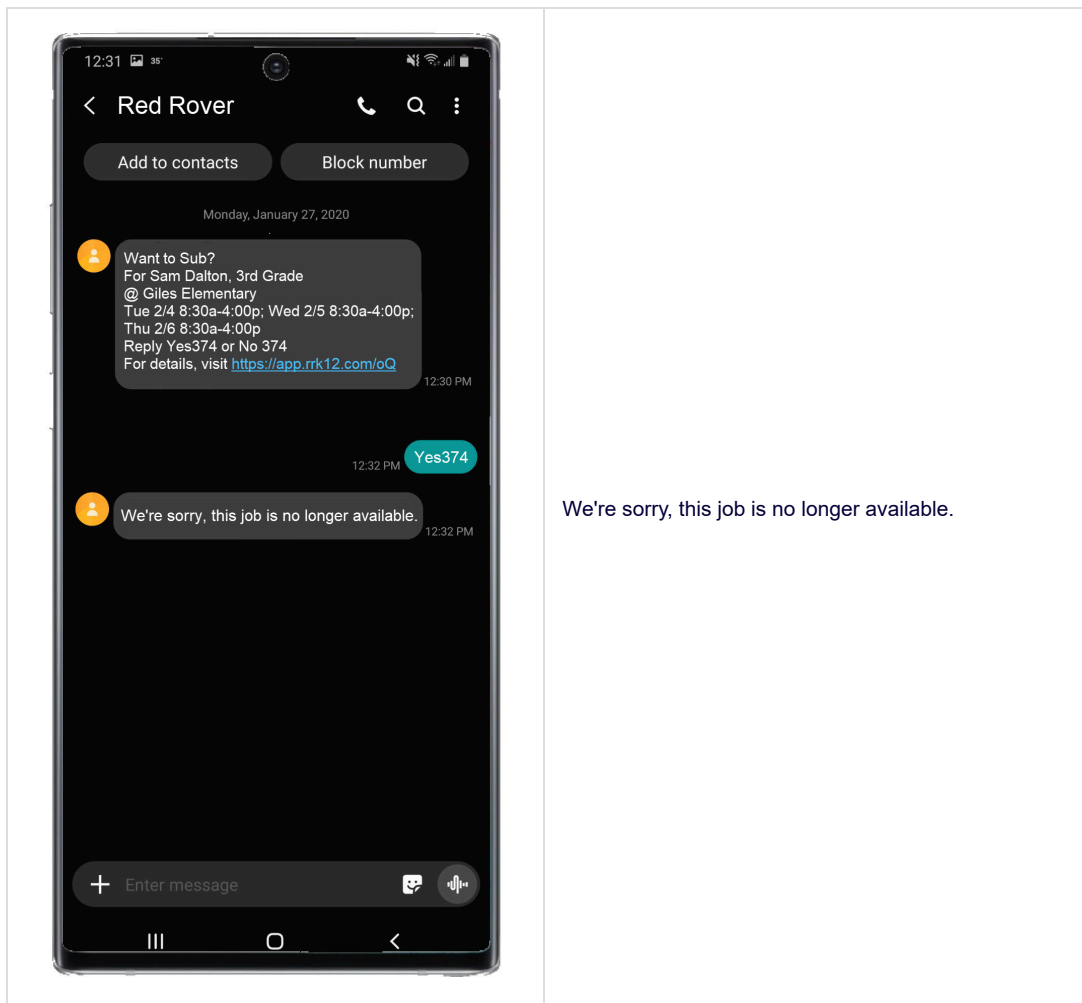 12:31 35°
Red Rover
Add to contacts
Block number
Monday, January 27, 2020
Want to Sub?
For Sam Dalton, 3rd Grade
@ Giles Elementary
Tue 2/4 8:30a-4:00p; Wed 2/5 8:30a-4:00p;
Thu 2/6 8:30a-4:00p
Reply Yes374 or No 374
For details, visit https://app.rrk12.com/oQ
12:30 PM
Yes374
12:32 PM
We're sorry, this job is no longer available.
12:32 PM
Enter message
We're sorry, this job is no longer available.